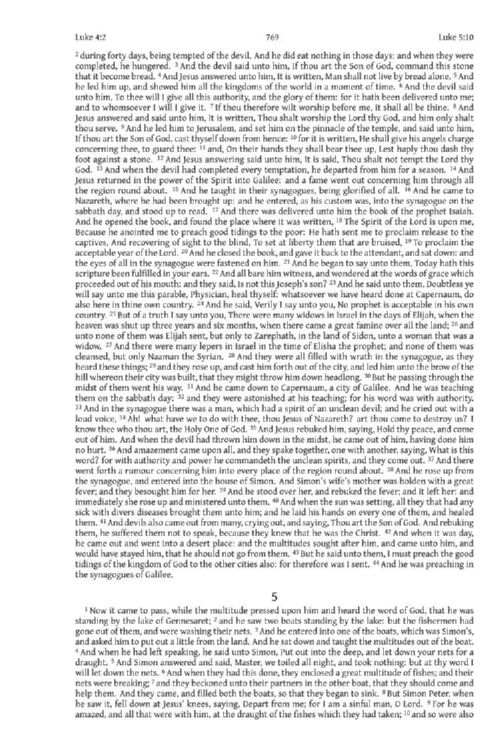 Luke 4:2 769 Luke 5:10
2 during forty days, being tempted of the devil. And he did eat nothing in those days: and when they were
completed, he hungered. 3 And the devil said unto him, If thou art the Son of God, command this stone
that it become bread. 4 And Jesus answered unto him, It is written, Man shall not live by bread alone. 5 And
he led him up, and shewed him all the kingdoms of the world in a moment of time. 6 And the devil said
unto him, To thee will I give all this authority, and the glory of them: for it hath been delivered unto me;
and to whomsoever I will I give it. 7 If thou therefore wilt worship before me, it shall all be thine. 8 And
Jesus answered and said unto him, It is written, Thou shalt worship the Lord thy God, and him only shalt
thou serve. 9 And he led him to Jerusalem, and set him on the pinnacle of the temple, and said unto him,
If thou art the Son of God, cast thyself down from hence: 10 for it is written, He shall give his angels charge
concerning thee, to guard thee: 11 and, On their hands they shall bear thee up, Lest haply thou dash thy
foot against a stone. 12 And Jesus answering said unto him, It is said, Thou shalt not tempt the Lord thy
God. 13 And when the devil had completed every temptation, he departed from him for a season. 14 And
Jesus returned in the power of the Spirit into Galilee: and a fame went out concerning him through all
the region round about. 15 And he taught in their synagogues, being glorified of all. 16 And he came to
Nazareth, where he had been brought up: and he entered, as his custom was, into the synagogue on the
sabbath day, and stood up to read. 17 And there was delivered unto him the book of the prophet Isaiah.
And he opened the book, and found the place where it was written, 18 The Spirit of the Lord is upon me,
Because he anointed me to preach good tidings to the poor: He hath sent me to proclaim release to the
captives, And recovering of sight to the blind, To set at liberty them that are bruised, 19 To proclaim the
acceptable year of the Lord. 20 And he closed the book, and gave it back to the attendant, and sat down: and
the eyes of all in the synagogue were fastened on him. 21 And he began to say unto them, Today hath this
scripture been fulfilled in your ears. 22 And all bare him witness, and wondered at the words of grace which
proceeded out of his mouth: and they said, Is not this Joseph's son? 23 And he said unto them, Doubtless ye
will say unto me this parable, Physician, heal thyself: whatsoever we have heard done at Capernaum, do
also here in thine own country. 24 And he said, Verily I say unto you, No prophet is acceptable in his own
country. 25 But of a truth I say unto you, There were many widows in Israel in the days of Elijah, when the
heaven was shut up three years and six months, when there came a great famine over all the land; 26 and
unto none of them was Elijah sent, but only to Zarephath, in the land of Sidon, unto a woman that was a
widow. 27 And there were many lepers in Israel in the time of Elisha the prophet; and none of them was
cleansed, but only Naaman the Syrian. 28 And they were all filled with wrath in the synagogue, as they
heard these things; 29 and they rose up, and cast him forth out of the city, and led him unto the brow of the
hill whereon their city was built, that they might throw him down headlong. 30 But he passing through the
midst of them went his way. 31 And he came down to Capernaum, a city of Galilee. And he was teaching
them on the sabbath day: 32 and they were astonished at his teaching; for his word was with authority.
33 And in the synagogue there was a man, which had a spirit of an unclean devil; and he cried out with a
loud voice, 34 Ah! what have we to do with thee, thou Jesus of Nazareth? art thou come to destroy us? I
know thee who thou art, the Holy One of God. 35 And Jesus rebuked him, saying, Hold thy peace, and come
out of him. And when the devil had thrown him down in the midst, he came out of him, having done him
no hurt. 36 And amazement came upon all, and they spake together, one with another, saying, What is this
word? for with authority and power he commandeth the unclean spirits, and they come out. 37 And there
went forth a rumour concerning him into every place of the region round about. 38 And he rose up from
the synagogue, and entered into the house of Simon. And Simon's wife's mother was holden with a great
fever; and they besought him for her. 39 And he stood over her, and rebuked the fever; and it left her: and
immediately she rose up and ministered unto them. 40 And when the sun was setting, all they that had any
sick with divers diseases brought them unto him; and he laid his hands on every one of them, and healed
them. 41 And devils also came out from many, crying out, and saying, Thou art the Son of God. And rebuking
them, he suffered them not to speak, because they knew that he was the Christ. 42 And when it was day,
he came out and went into a desert place: and the multitudes sought after him, and came unto him, and
would have stayed him, that he should not go from them. 43 But he said unto them, I must preach the good
tidings of the kingdom of God to the other cities also: for therefore was I sent. 44 And he was preaching in
the synagogues of Galilee.
5
1 Now it came to pass, while the multitude pressed upon him and heard the word of God, that he was
standing by the lake of Gennesaret; 2 and he saw two boats standing by the lake: but the fishermen had
gone out of them, and were washing their nets. 3 And he entered into one of the boats, which was Simon's,
and asked him to put out a little from the land. And he sat down and taught the multitudes out of the boat.
4 And when he had left speaking, he said unto Simon, Put out into the deep, and let down your nets for a
draught. 5 And Simon answered and said, Master, we toiled all night, and took nothing: but at thy word I
will let down the nets. 6 And when they had this done, they enclosed a great multitude of fishes; and their
nets were breaking; 7 and they beckoned unto their partners in the other boat, that they should come and
help them. And they came, and filled both the boats, so that they began to sink. 8 But Simon Peter, when
he saw it, fell down at Jesus' knees, saying, Depart from me; for I am a sinful man, O Lord. 9 For he was
amazed, and all that were with him, at the draught of the fishes which they had taken; 10 and so were also